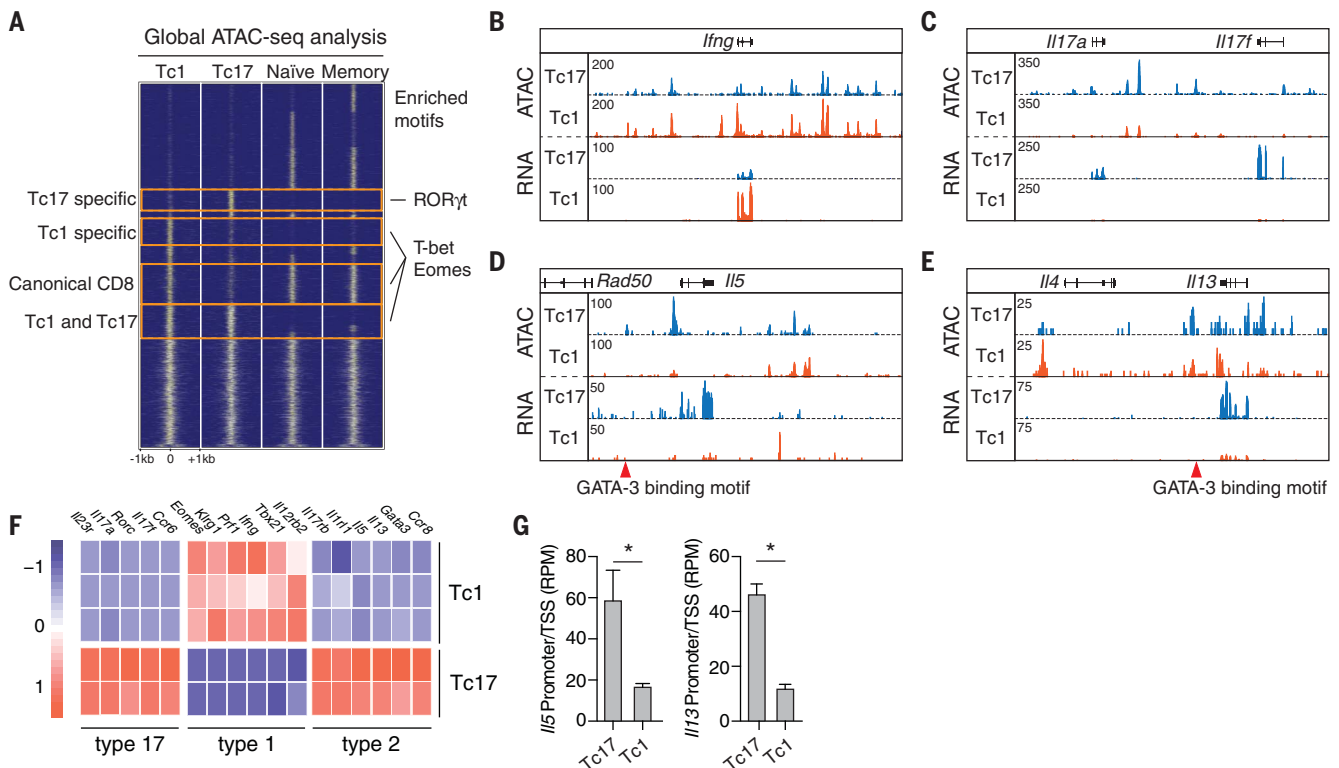 A
Global ATAC-seq analysis
Tc1 Tc17 Naïve Memory
Enriched
motifs
Tc17 specific
RORγt
Tc1 specific
T-bet
Eomes
Canonical CD8
Tc1 and Tc17
-1kb 0 +1kb
B
Ifng
ATAC
Tc17
200
Tc1
200
RNA
Tc17
100
Tc1
100
C
Il17a Il17f
ATAC
Tc17
350
Tc1
350
RNA
Tc17
250
Tc1
250
D
Rad50 Il5
ATAC
Tc17
100
Tc1
100
RNA
Tc17
50
Tc1
50
GATA-3 binding motif
E
Il4 Il13
ATAC
Tc17
25
Tc1
25
RNA
Tc17
75
Tc1
75
GATA-3 binding motif
F
Il23r Il17a Rorc Il17f Ccr6 Eomes Klrg1 Prf1 Ifng Tbx21 Il12rb2 Il17rb Il1rl1 Il5 Il13 Gata3 Ccr8
−1
0
1
Tc1
Tc17
type 17 type 1 type 2
G
Il5 Promoter/TSS (RPM)
80
60
40
20
0
*
Tc17 Tc1
Il13 Promoter/TSS (RPM)
60
40
20
0
*
Tc17 Tc1